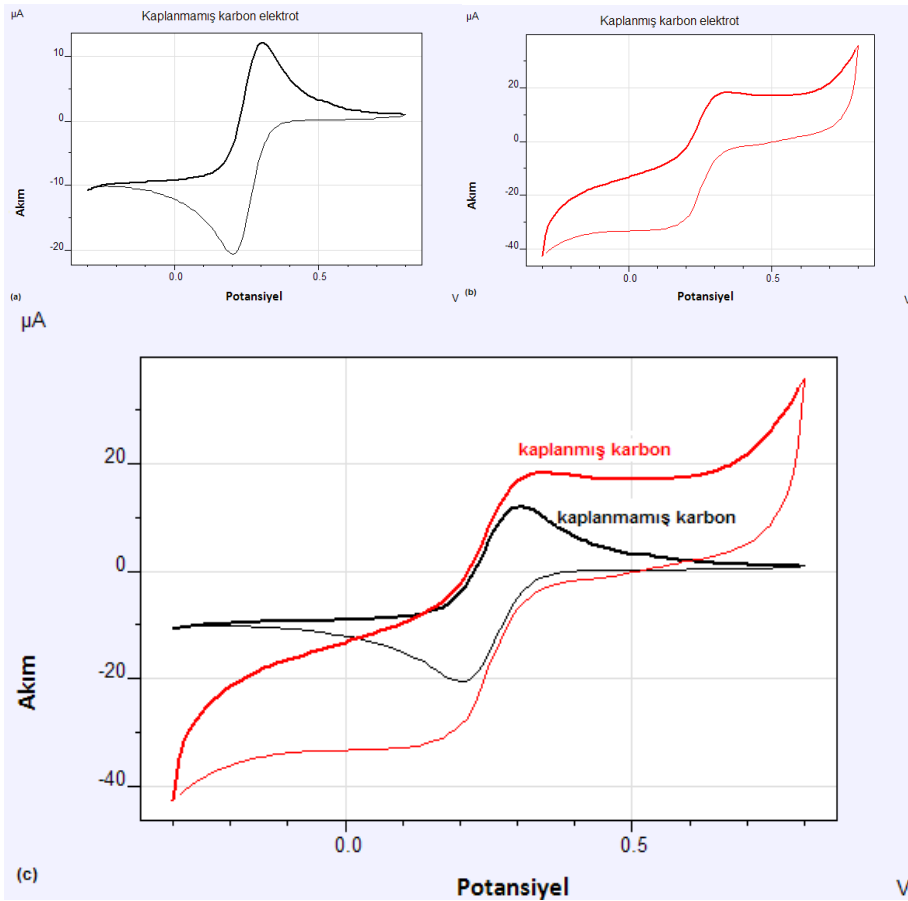 µA
Kaplanmamış karbon elektrot
10
0
-10
-20
Akım
0.0
0.5
Potansiyel
V
(a)
µA
Kaplanmış karbon elektrot
20
0
-20
-40
Akım
0.0
0.5
Potansiyel
V
(b)
µA
20
0
-20
-40
Akım
kaplanmış karbon
kaplanmamış karbon
0.0
0.5
Potansiyel
V
(c)